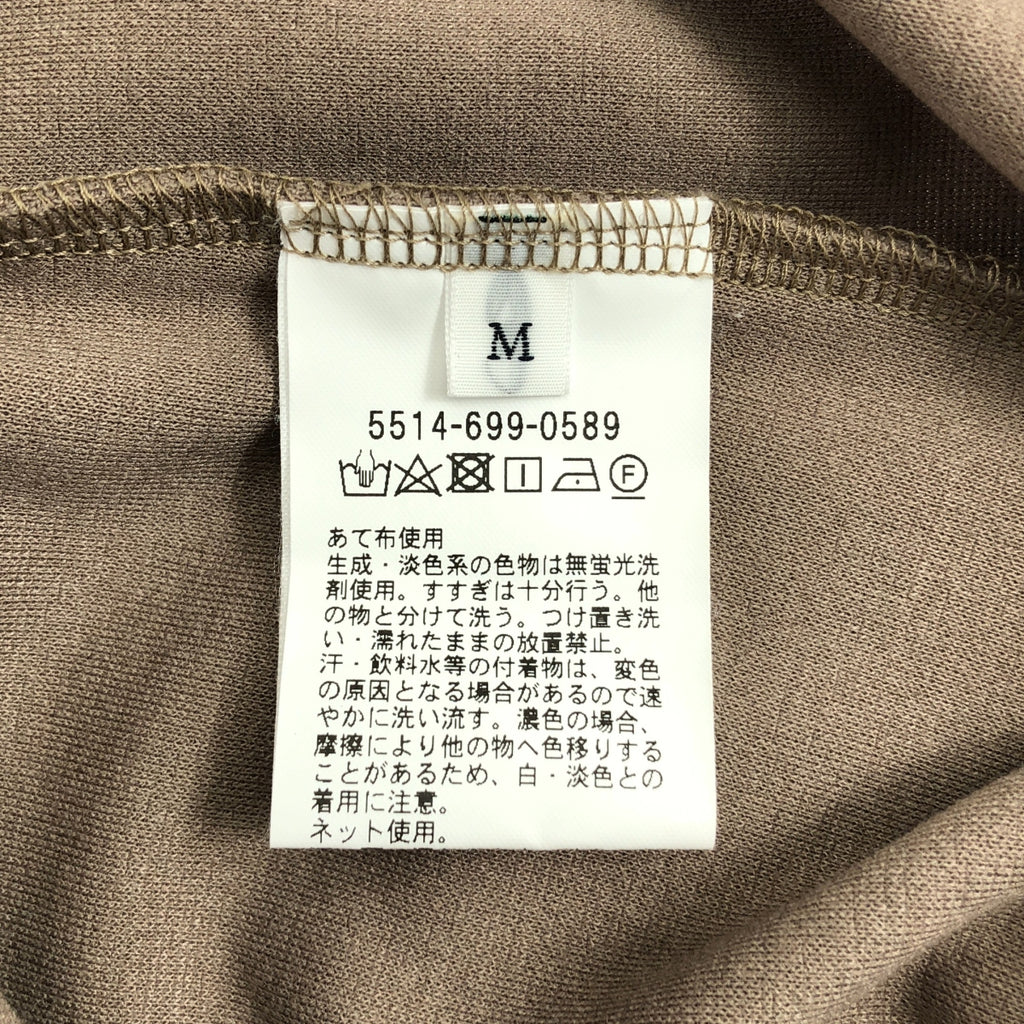 M
5514-699-0589
F
あて布使用
生成・淡色系の色物は無蛍光洗
剤使用。すすぎは十分行う。他
の物と分けて洗う。つけ置き洗
い・濡れたままの放置禁止。
汗・飲料水等の付着物は、変色
の原因となる場合があるので速
やかに洗い流す。濃色の場合、
摩擦により他の物へ色移りする
ことがあるため、白・淡色との
着用に注意。
ネット使用。